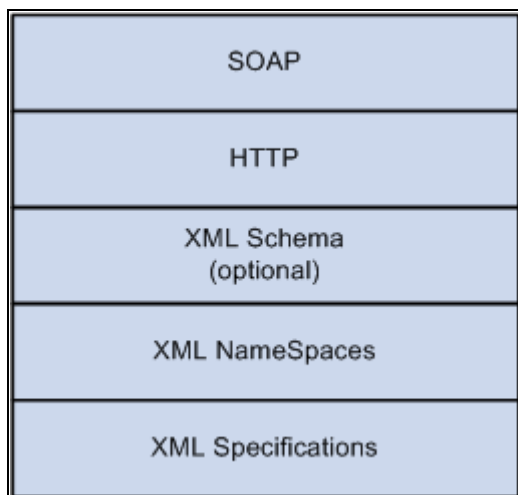 SOAP
HTTP
XML Schema
(optional)
XML NameSpaces
XML Specifications